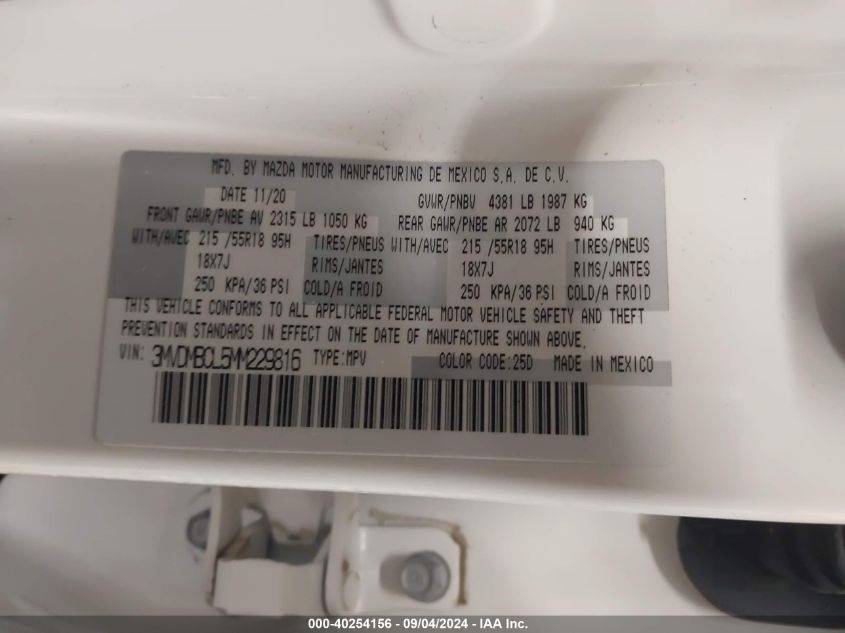 MFD. BY MAZDA MOTOR MANUFACTURING DE MEXICO S.A. DE C.V.
DATE 11/20 GVWR/PNBV 4381 LB 1987 KG
FRONT GAWR/PNBE AV 2315 LB 1050 KG REAR GAWR/PNBE AR 2072 LB 940 KG
WITH/AVEC 215 /55R18 95H TIRES/PNEUS WITH/AVEC 215 /55R18 95H TIRES/PNEUS
18X7J RIMS/JANTES 18X7J RIMS/JANTES
250 KPA/36 PSI COLD/A FROID 250 KPA/36 PSI COLD/A FROID
THIS VEHICLE CONFORMS TO ALL APPLICABLE FEDERAL MOTOR VEHICLE SAFETY AND THEFT
PREVENTION STANDARDS IN EFFECT ON THE DATE OF MANUFACTURE SHOWN ABOVE.
VIN: 3MVDMBCL5MM229816 TYPE:MPV COLOR CODE:25D MADE IN MEXICO
000-40254156 - 09/04/2024 - IAA Inc.